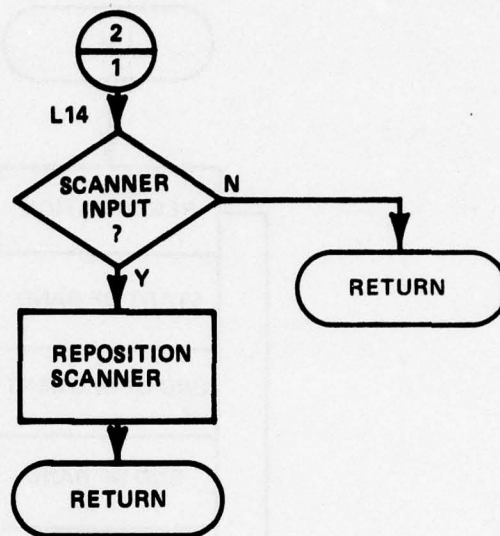 2
1
L14
SCANNER
INPUT
?
N
Y
RETURN
REPOSITION
SCANNER
RETURN